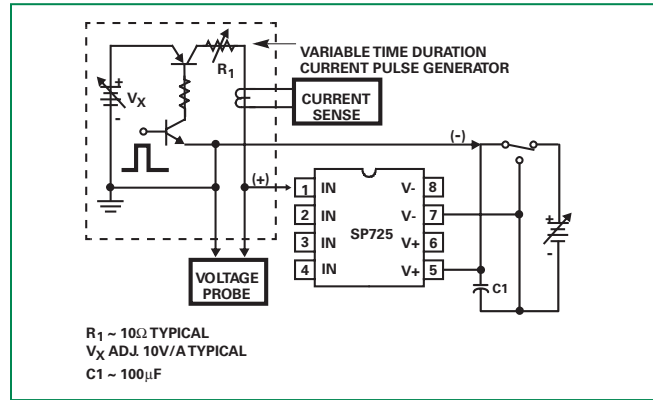 VARIABLE TIME DURATION
CURRENT PULSE GENERATOR
R1
+
VX
-
CURRENT
SENSE
(-)
(+)
1 IN V- 8
2 IN V- 7
SP725
3 IN V+ 6
4 IN V+ 5
+
-
C1
VOLTAGE
PROBE
R1 ~ 10Ω TYPICAL
VX ADJ. 10V/A TYPICAL
C1 ~ 100μF